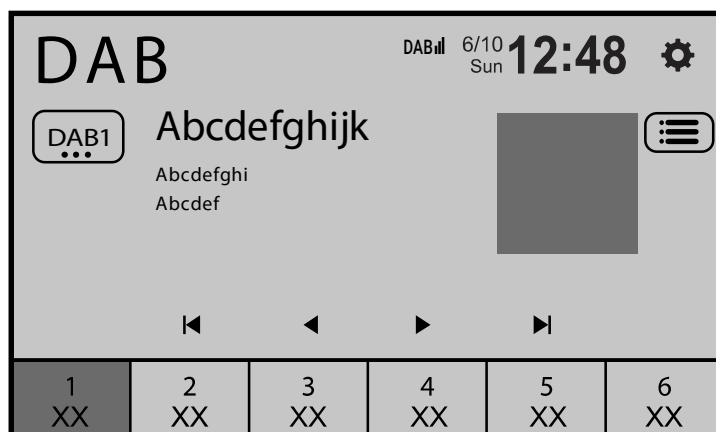 DAB
DAB 6/10 Sun 12:48
DAB1
Abcdefghijk
Abcdefghi
Abcdef
1 2 3 4 5 6
XX XX XX XX XX XX